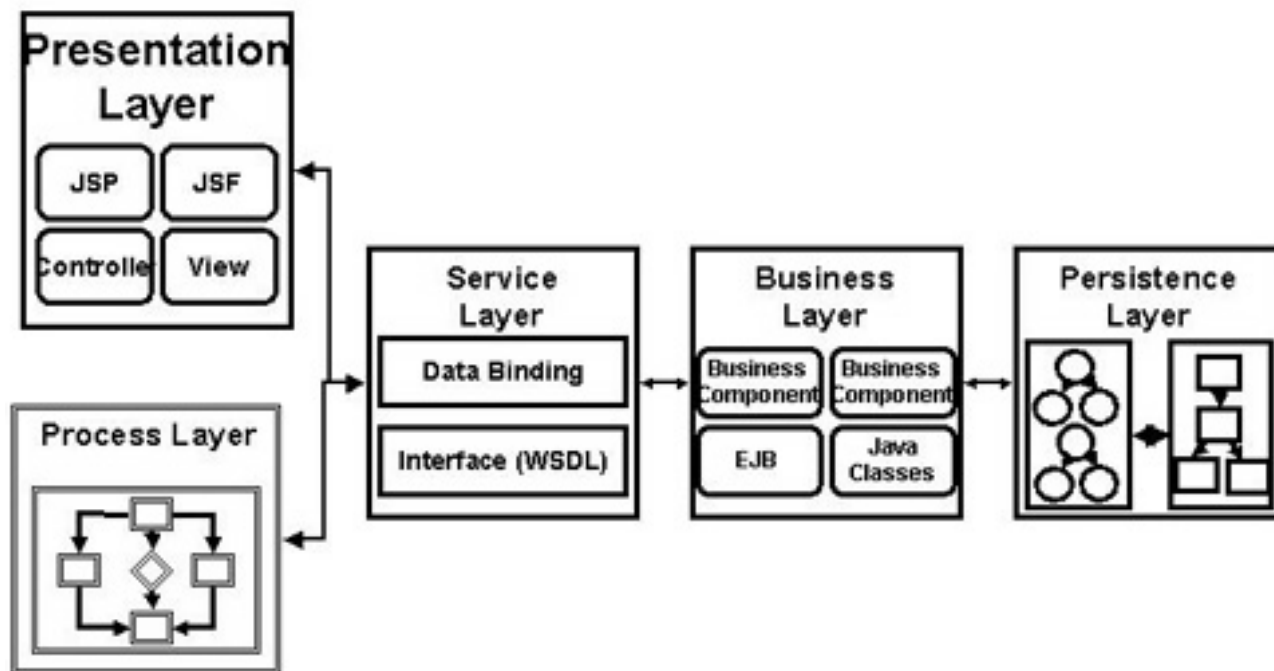 Presentation
Layer
JSP
JSF
Controller
View
Process Layer
Service
Layer
Data Binding
Interface (WSDL)
Business
Layer
Business
Component
Business
Component
EJB
Java
Classes
Persistence
Layer